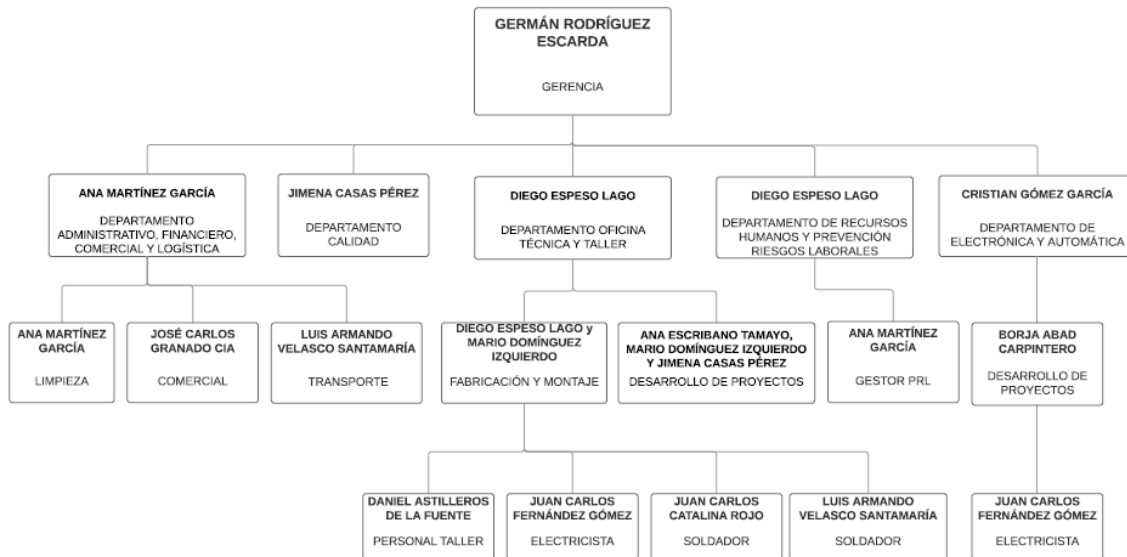 GERMÁN RODRÍGUEZ
ESCARDA
GERENCIA
ANA MARTÍNEZ GARCÍA
DEPARTAMENTO
ADMINISTRATIVO, FINANCIERO,
COMERCIAL Y LOGÍSTICA
JIMENA CASAS PÉREZ
DEPARTAMENTO
CALIDAD
DIEGO ESPESO LAGO
DEPARTAMENTO OFICINA
TÉCNICA Y TALLER
DIEGO ESPESO LAGO
DEPARTAMENTO DE RECURSOS
HUMANOS Y PREVENCIÓN
RIESGOS LABORALES
CRISTIAN GÓMEZ GARCÍA
DEPARTAMENTO DE
ELECTRÓNICA Y AUTOMÁTICA
ANA MARTÍNEZ
GARCÍA
LIMPIEZA
JOSÉ CARLOS
GRANADO CIA
COMERCIAL
LUIS ARMANDO
VELASCO SANTAMARÍA
TRANSPORTE
DIEGO ESPESO LAGO y
MARIO DOMÍNGUEZ
IZQUIERDO
FABRICACIÓN Y MONTAJE
ANA ESCRIBANO TAMAYO,
MARIO DOMÍNGUEZ IZQUIERDO
Y JIMENA CASAS PÉREZ
DESARROLLO DE PROYECTOS
ANA MARTÍNEZ
GARCÍA
GESTOR PRL
BORJA ABAD
CARPINTERO
DESARROLLO DE
PROYECTOS
DANIEL ASTILLEROS
DE LA FUENTE
PERSONAL TALLER
JUAN CARLOS
FERNÁNDEZ GÓMEZ
ELECTRICISTA
JUAN CARLOS
CATALINA ROJO
SOLDADOR
LUIS ARMANDO
VELASCO SANTAMARÍA
SOLDADOR
JUAN CARLOS
FERNÁNDEZ GÓMEZ
ELECTRICISTA